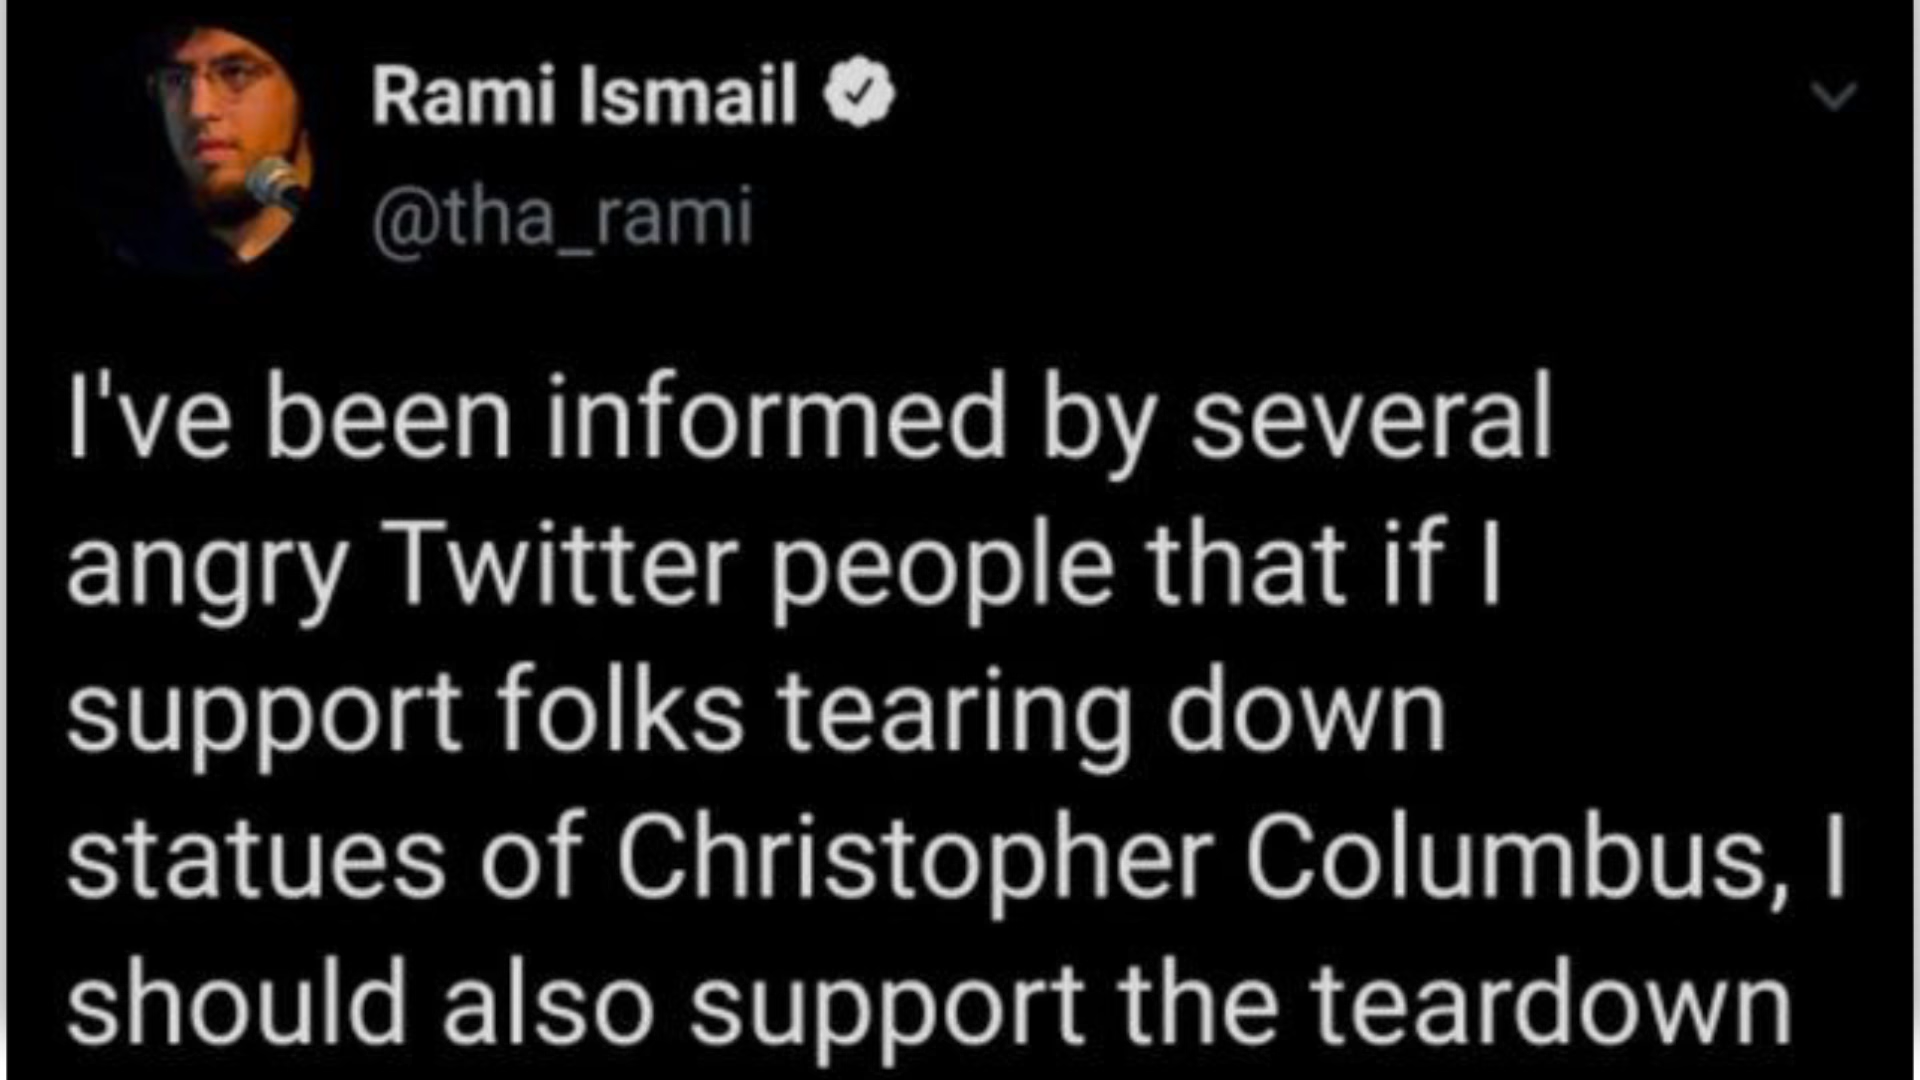 Rami Ismail
@tha_rami
I've been informed by several
angry Twitter people that if I
support folks tearing down
statues of Christopher Columbus, I
should also support the teardown